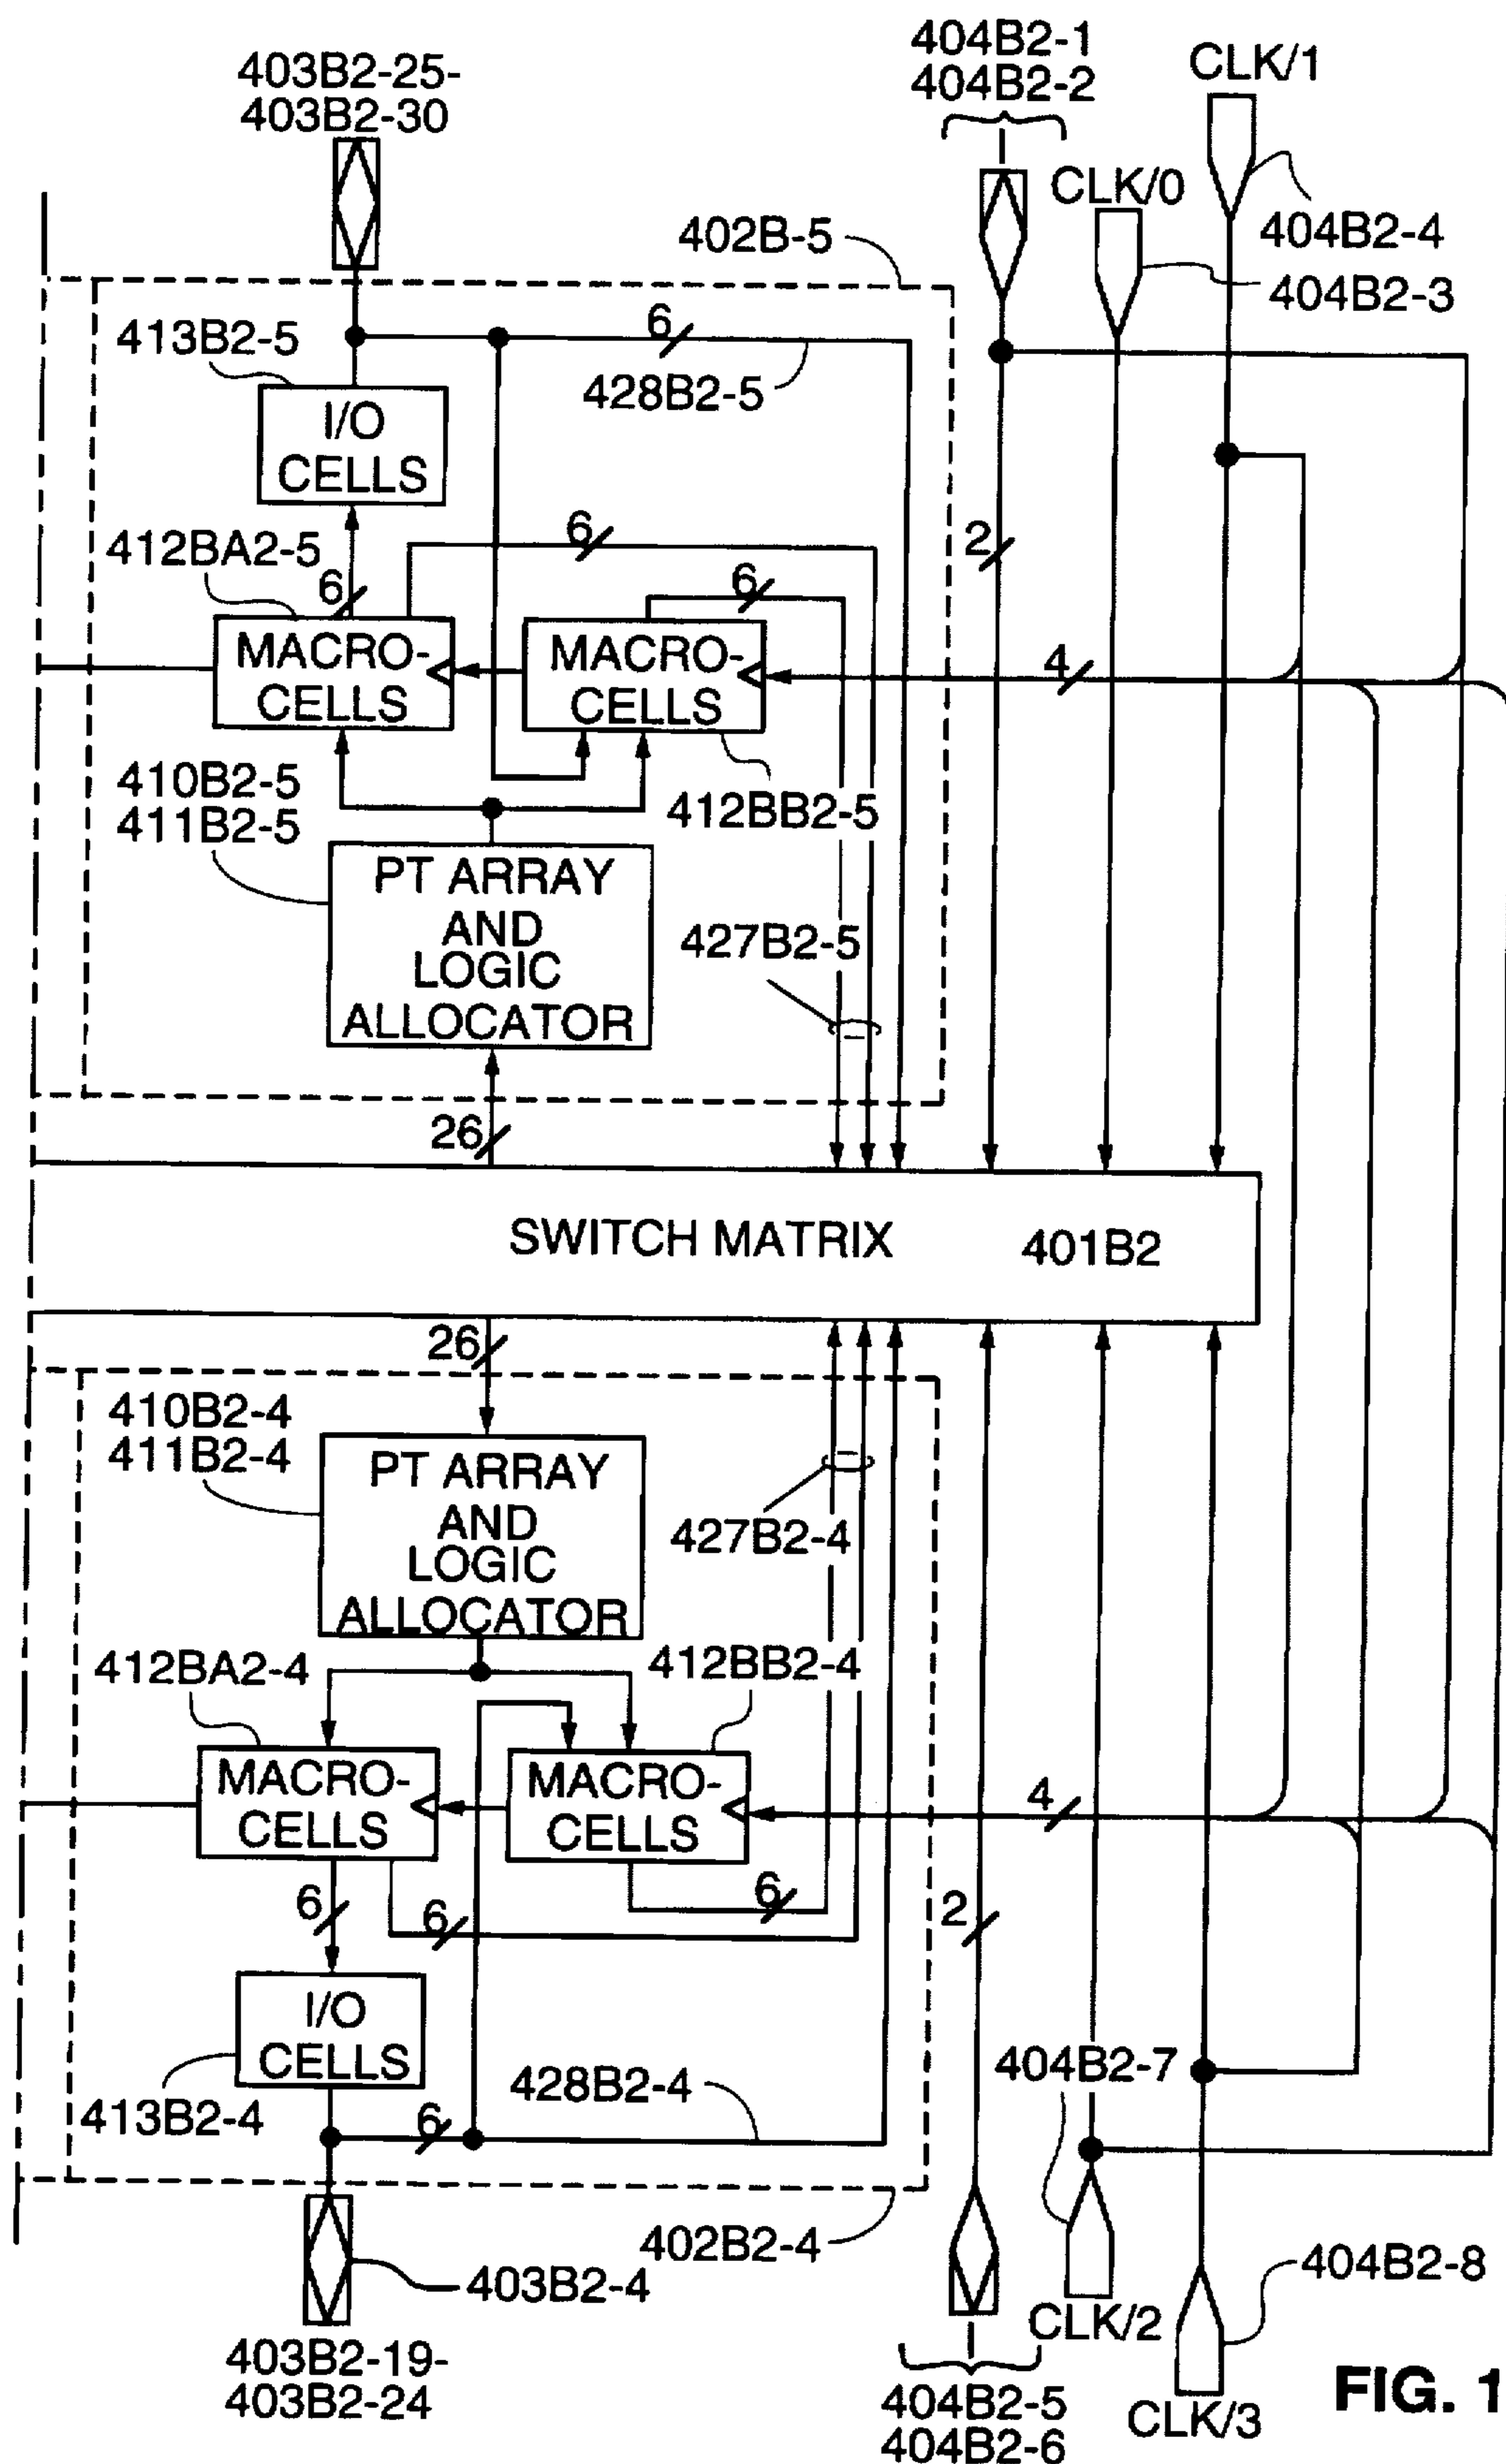 403B2-25-
403B2-30
404B2-1
404B2-2
CLK/1
CLK/0
402B-5
404B2-4
404B2-3
413B2-5
6
428B2-5
I/O
CELLS
412BA2-5
6
6
6
2
MACRO-
CELLS
MACRO-
CELLS
4
410B2-5
411B2-5
412BB2-5
PT ARRAY
AND
LOGIC
ALLOCATOR
427B2-5
26
SWITCH MATRIX
401B2
26
410B2-4
411B2-4
PT ARRAY
AND
LOGIC
ALLOCATOR
427B2-4
412BA2-4
412BB2-4
MACRO-
CELLS
MACRO-
CELLS
4
6
6
6
2
I/O
CELLS
413B2-4
6
428B2-4
404B2-7
402B2-4
403B2-4
404B2-8
403B2-19-
403B2-24
CLK/2
404B2-5
404B2-6
CLK/3
FIG. 1